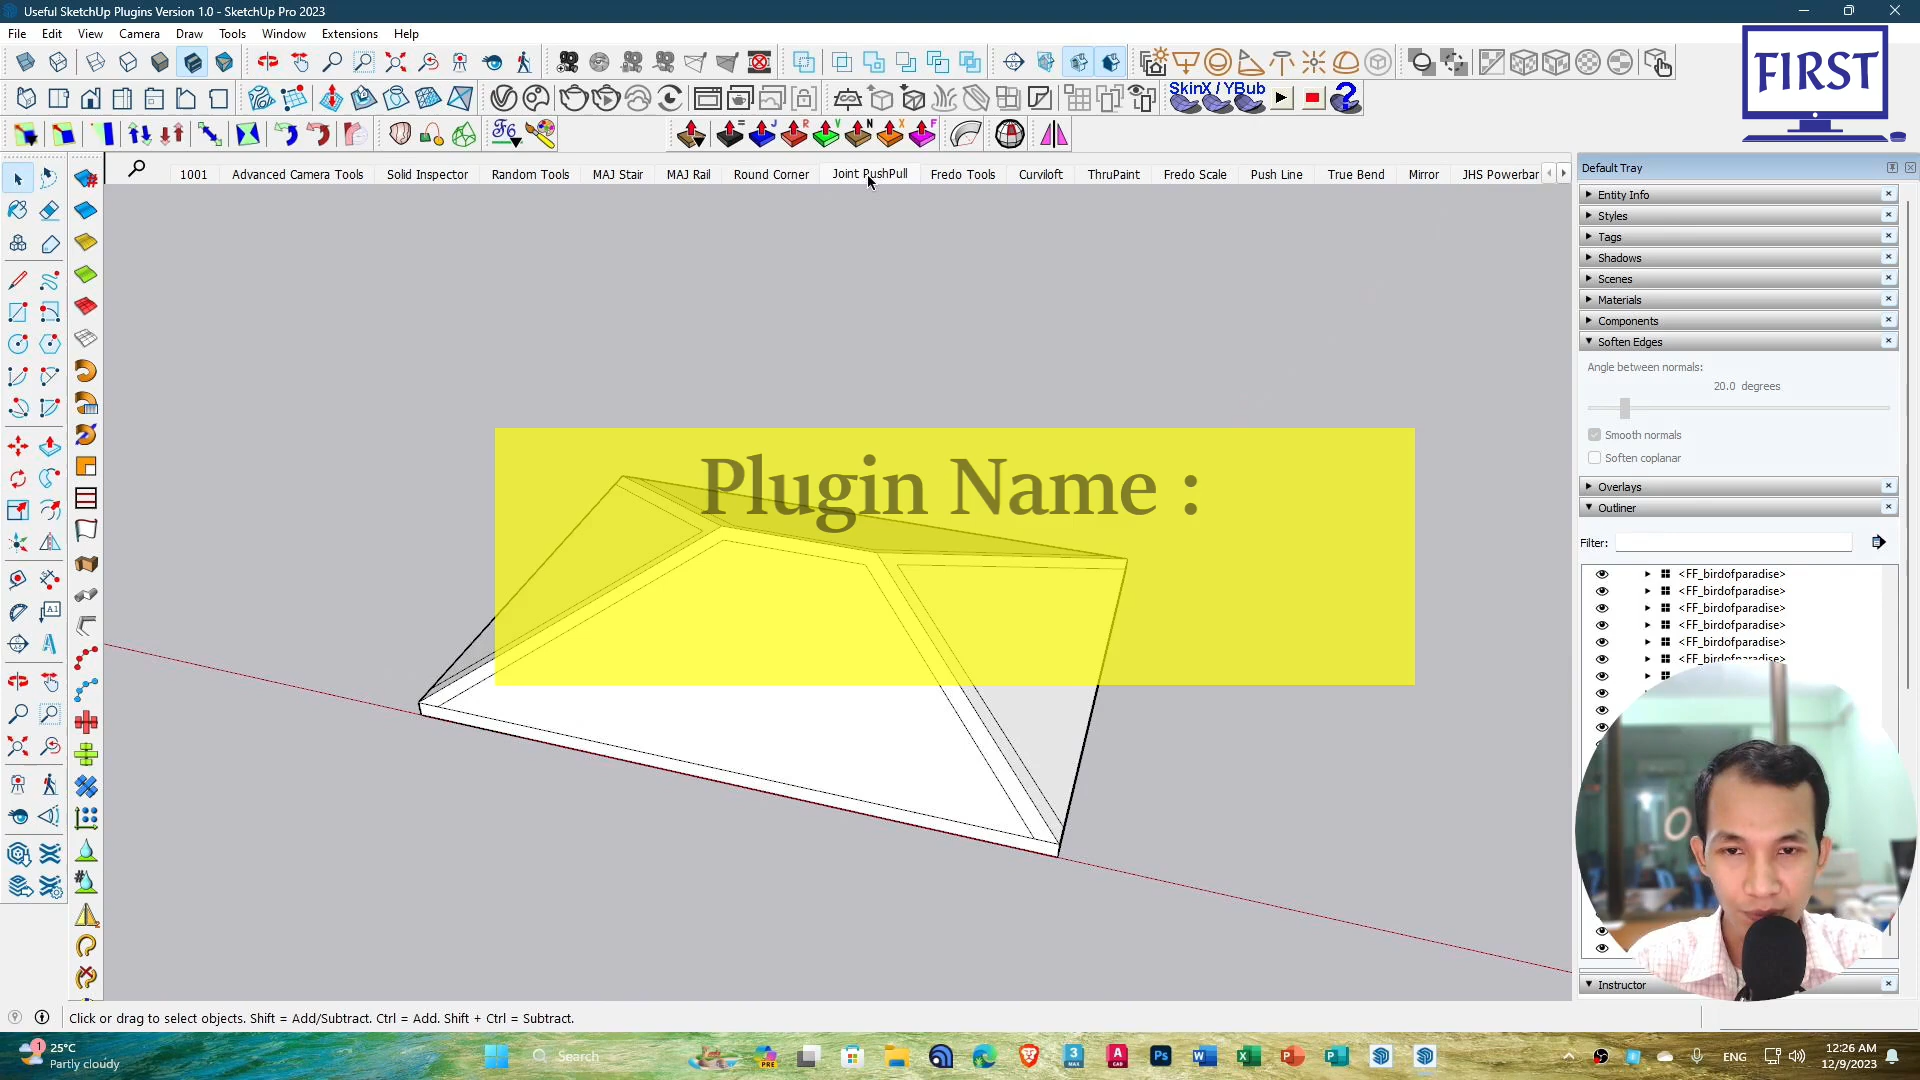 Useful SketchUp Plugins Version 1.0 - SketchUp Pro 2023
File Edit View Camera Draw Tools Window Extensions Help
FIRST
SkinX / YBub
1001 Advanced Camera Tools Solid Inspector Random Tools MAJ Stair MAJ Rail Round Corner Joint PushPull Fredo Tools Curviloft ThruPaint Fredo Scale Push Line True Bend Mirror JHS Powerbar
Default Tray
Entity Info
Styles
Tags
Shadows
Scenes
Materials
Components
Soften Edges
Angle between normals:
20.0 degrees
Smooth normals
Soften coplanar
Overlays
Outliner
Filter:
<FF_birdofparadise>
<FF_birdofparadise>
<FF_birdofparadise>
<FF_birdofparadise>
<FF_birdofparadise>
<FF_birdofparadise>
Instructor
Plugin Name :
Click or drag to select objects. Shift = Add/Subtract. Ctrl = Add. Shift + Ctrl = Subtract.
25°C
Partly cloudy
Search
ENG
12:26 AM
12/9/2023